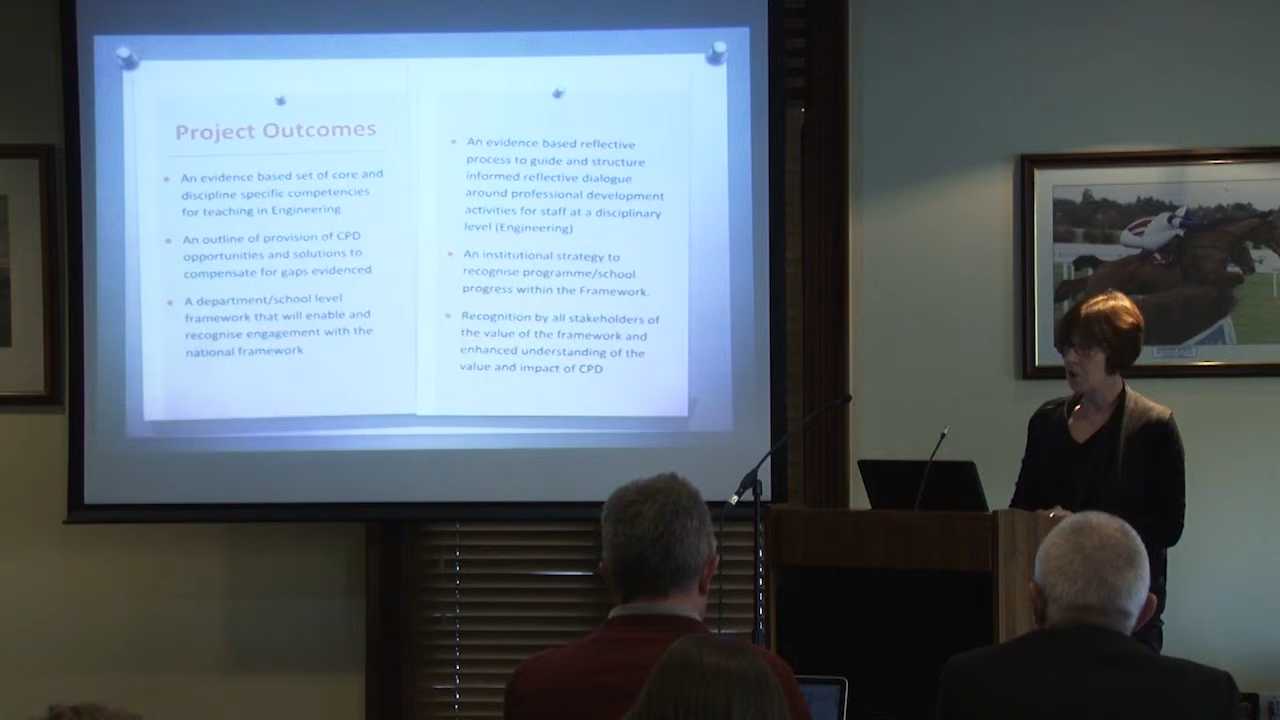 Project Outcomes
An evidence based set of core and
discipline specific competencies
for teaching in Engineering
An outline of provision of CPD
opportunities and solutions to
compensate for gaps evidenced
A department/school level
framework that will enable and
recognise engagement with the
national framework
An evidence based reflective
process to guide and structure
informed reflective dialogue
around professional development
activities for staff at a disciplinary
level (Engineering)
An institutional strategy to
recognise programme/school
progress within the Framework.
Recognition by all stakeholders of
the value of the framework and
enhanced understanding of the
value and impact of CPD